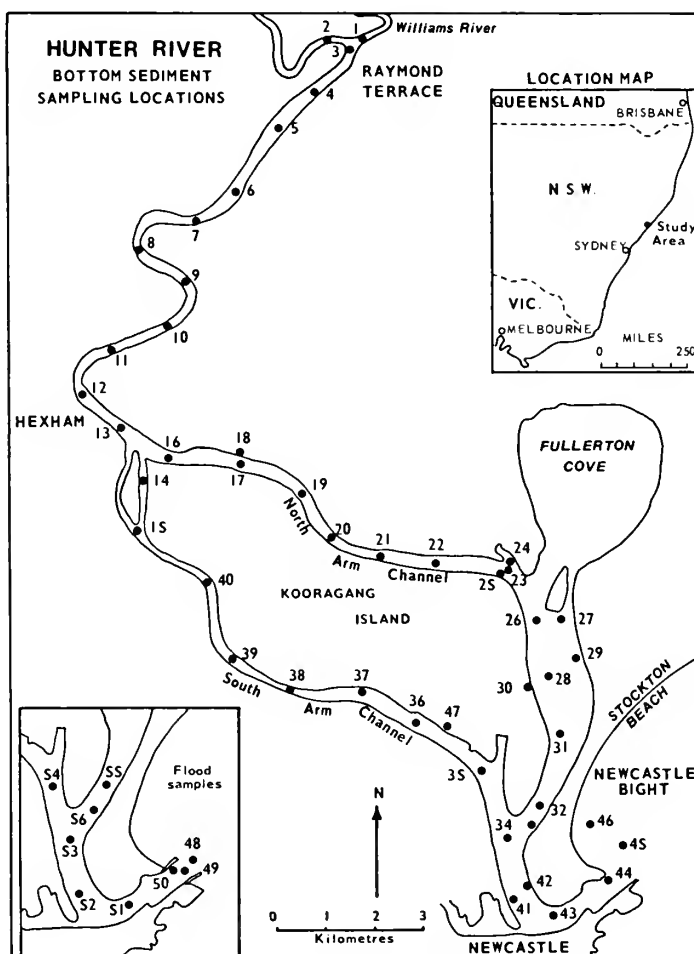 HUNTER RIVER
BOTTOM SEDIMENT
SAMPLING LOCATIONS
2
1
Williams River
3
RAYMOND
TERRACE
4
5
6
7
8
9
10
11
12
HEXHAM
13
16
18
17
14
19
1S
North
20
Arm
21
Channel
22
24
2S
23
FULLERTON
COVE
40
KOORAGANG
ISLAND
26
27
39
South
38
Arm
37
Channel
36
47
30
28
29
31
STOCKTON
BEACH
3S
NEWCASTLE
BIGHT
32
34
46
4S
44
42
41
43
NEWCASTLE
N
0
1
2
3
Kilometres
LOCATION MAP
QUEENSLAND
BRISBANE
N.S.W.
Study
Area
SYDNEY
VIC.
MELBOURNE
MILES
0
250
S4
SS
Flood
samples
S6
S3
48
50
49
S2
S1